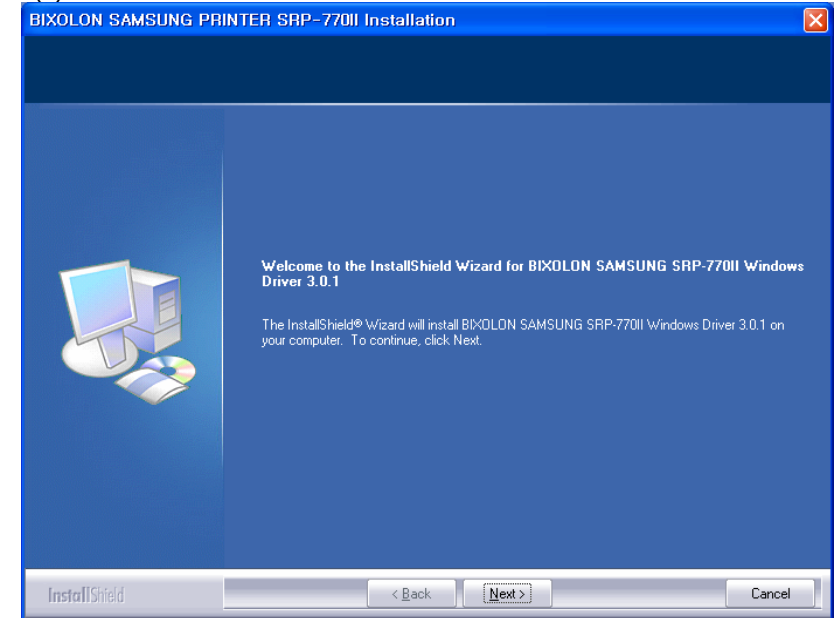 BIXOLON SAMSUNG PRINTER SRP-770II Installation
Welcome to the InstallShield Wizard for BIXOLON SAMSUNG SRP-770II Windows
Driver 3.0.1
The InstallShield® Wizard will install BIXOLON SAMSUNG SRP-770II Windows Driver 3.0.1 on
your computer. To continue, click Next.
InstallShield
< Back
Next >
Cancel